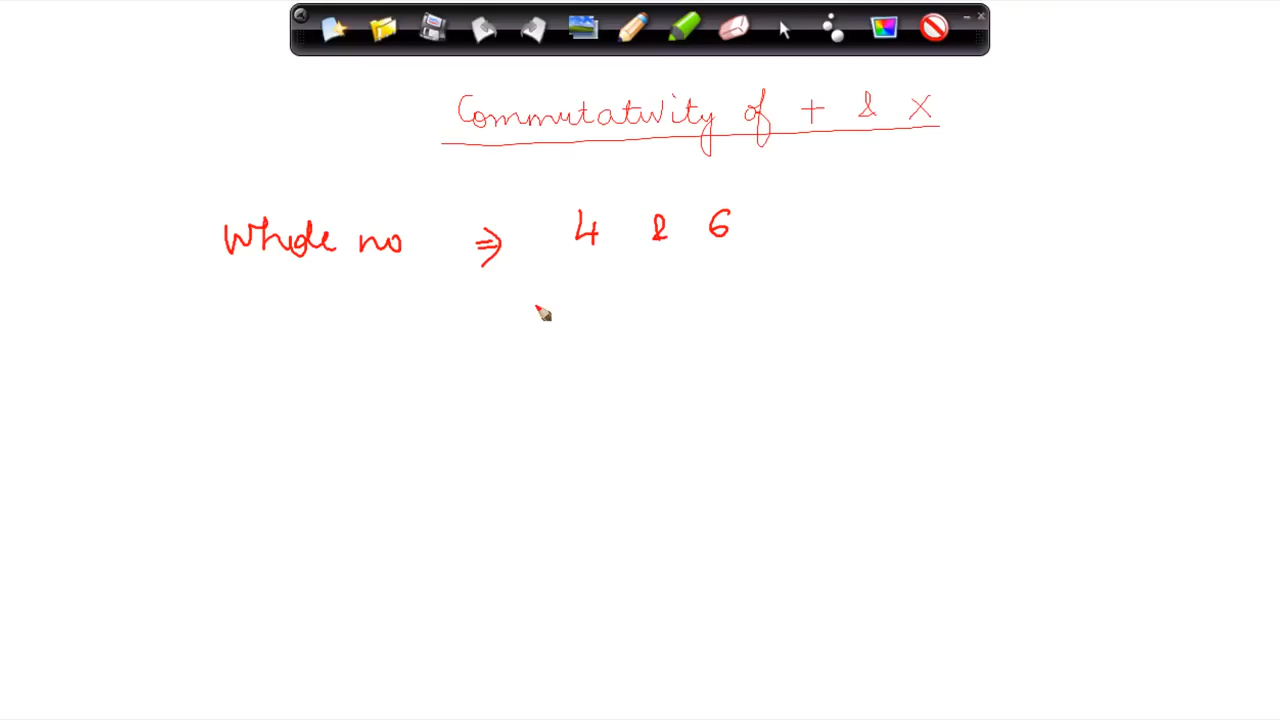 Commutativity of + & X
Whole no ⇒ 4 & 6